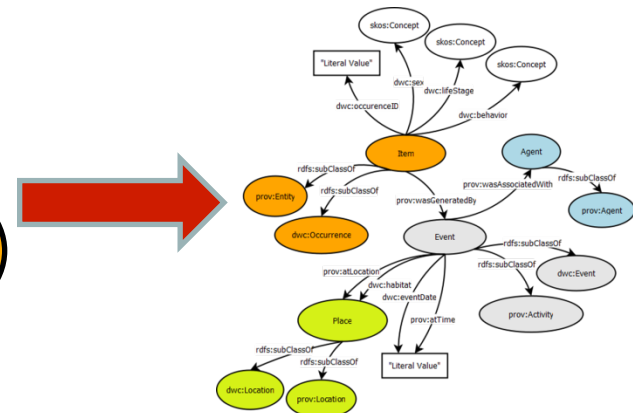 skos:Concept
skos:Concept
skos:Concept
"Literal Value"
dwc:sex
dwc:lifeStage
dwc:occurenceID
dwc:behavior
Item
Agent
rdfs:subClassOf
rdfs:subClassOf
rdfs:subClassOf
prov:wasAssociatedWith
prov:Entity
prov:wasGeneratedBy
prov:Agent
dwc:Occurrence
Event
rdfs:subClassOf
rdfs:subClassOf
prov:atLocation
dwc:habitat
dwc:Event
dwc:eventDate
prov:atTime
prov:Activity
Place
rdfs:subClassOf
rdfs:subClassOf
"Literal Value"
dwc:Location
prov:Location